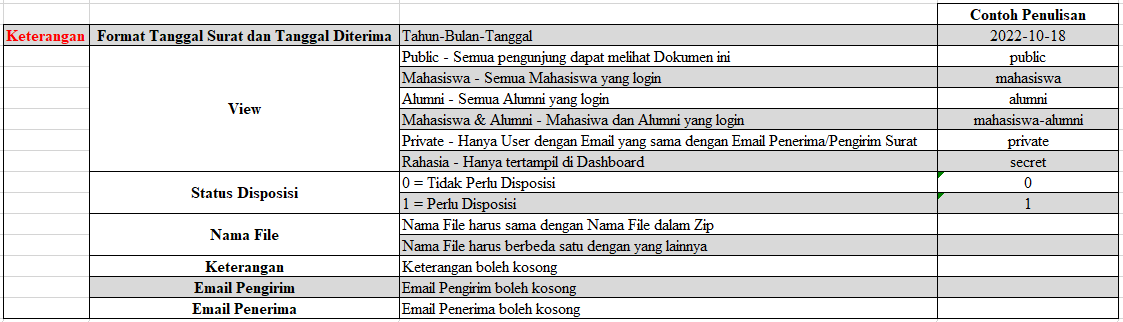 Contoh Penulisan
Keterangan Format Tanggal Surat dan Tanggal Diterima Tahun-Bulan-Tanggal 2022-10-18
Public - Semua pengunjung dapat melihat Dokumen ini public
Mahasiswa - Semua Mahasiswa yang login mahasiswa
Alumni - Semua Alumni yang login alumni
View
Mahasiswa & Alumni - Mahasiwa dan Alumni yang login mahasiswa-alumni
Private - Hanya User dengan Email yang sama dengan Email Penerima/Pengirim Surat private
Rahasia - Hanya tertampil di Dashboard secret
Status Disposisi
0 = Tidak Perlu Disposisi 0
1 = Perlu Disposisi 1
Nama File
Nama File harus sama dengan Nama File dalam Zip
Nama File harus berbeda satu dengan yang lainnya
Keterangan Keterangan boleh kosong
Email Pengirim Email Pengirim boleh kosong
Email Penerima Email Penerima boleh kosong